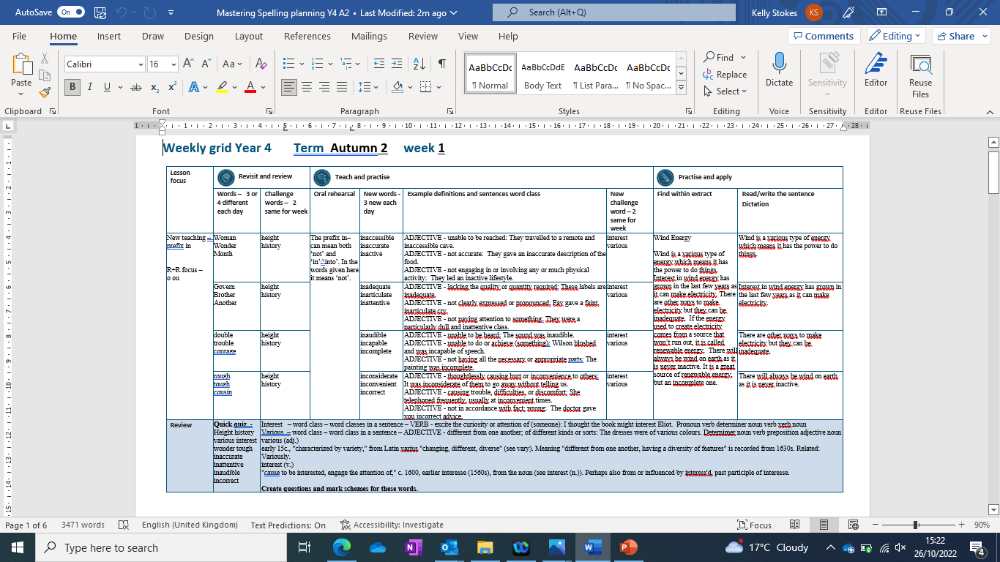 AutoSave On Mastering Spelling planning Y4 A2 • Last Modified: 2m ago Search (Alt+Q) Kelly Stokes KS
File Home Insert Draw Design Layout References Mailings Review View Help Comments Editing Share
Calibri 16 Aa
Paste B I U ab x₂ x² A A
AaBbCcDc AaBbCcDdE AaBbCcDc AaBbCcDc
¶ Normal Body Text ¶ List Para... ¶ No Spac...
Find Replace Select
Dictate Sensitivity Editor Reuse Files
Clipboard Font Paragraph Styles Editing Voice Sensitivity Editor Reuse Files
1 1 2 3 4 5 6 7 8 9 10 11 12 13 14 15 16 17 18 19 20 21 22 23 24 25 26 27 28
Weekly grid Year 4 Term Autumn 2 week 1
Lesson focus
Revisit and review
Teach and practise
Practise and apply
Words – 3 or 4 different each day
Challenge words – 2 same for week
Oral rehearsal
New words - 3 new each day
Example definitions and sentences word class
New challenge word – 2 same for week
Find within extract
Read/write the sentence
Dictation
New teaching – prefix in
R+R focus –
o ou
Woman
Wonder
Month
height
history
The prefix in–
can mean both
‘not’ and
‘in’/‘into’. In the
words given here
it means ‘not’.
inaccessible
inaccurate
inactive
ADJECTIVE - unable to be reached: They travelled to a remote and
inaccessible cave.
ADJECTIVE - not accurate: They gave an inaccurate description of the
food.
ADJECTIVE - not engaging in or involving any or much physical
activity: They led an inactive lifestyle.
interest
various
Wind Energy
Wind is a various type of
energy which means it has
the power to do things.
Interest in wind energy has
grown in the last few years as
it can make electricity. There
are other ways to make
electricity but they can be
inadequate. If the energy
used to create electricity
comes from a source that
won’t run out, it is called
renewable energy. There will
always be wind on earth as it
is never inactive. It is a great
source of renewable energy,
but an incomplete one.
Wind is a various type of energy
which means it has the power to do
things.
Govern
Brother
Another
height
history
inadequate
inarticulate
inattentive
ADJECTIVE - lacking the quality or quantity required: These labels are
inadequate.
ADJECTIVE - not clearly expressed or pronounced: Fay gave a faint,
inarticulate cry.
ADJECTIVE - not paying attention to something: They were a
particularly dull and inattentive class.
interest
various
Interest in wind energy has grown in
the last few years as it can make
electricity.
double
trouble
courage
height
history
inaudible
incapable
incomplete
ADJECTIVE - unable to be heard: The sound was inaudible.
ADJECTIVE - unable to do or achieve (something): Wilson blushed
and was incapable of speech.
ADJECTIVE - not having all the necessary or appropriate parts: The
painting was incomplete.
interest
various
There are other ways to make
electricity but they can be
inadequate.
rough
tough
cousin
height
history
inconsiderate
inconvenient
incorrect
ADJECTIVE - thoughtlessly causing hurt or inconvenience to others:
It was inconsiderate of them to go away without telling us.
ADJECTIVE - causing trouble, difficulties, or discomfort: She
telephoned frequently, usually at inconvenient times.
ADJECTIVE - not in accordance with fact; wrong: The doctor gave
you incorrect advice.
interest
various
There will always be wind on earth
as it is never inactive.
Review
Quick quiz -
Height history
various interest
wonder tough
inaccurate
inattentive
inaudible
incorrect
Interest – word class – word classes in a sentence – VERB - excite the curiosity or attention of (someone): I thought the book might interest Eliot. Pronoun verb determiner noun verb verb noun
Various – word class – word class in a sentence – ADJECTIVE - different from one another; of different kinds or sorts: The dresses were of various colours. Deternimer noun verb preposition adjective noun
various (adj.)
early 15c., "characterized by variety," from Latin varius "changing, different, diverse" (see vary). Meaning "different from one another, having a diversity of features" is recorded from 1630s. Related:
Variously.
interest (v.)
"cause to be interested, engage the attention of," c. 1600, earlier interesse (1560s), from the noun (see interest (n.)). Perhaps also from or influenced by interess'd, past participle of interesse.
Create questions and mark schemes for these words.
Page 1 of 6 3471 words English (United Kingdom) Text Predictions: On Accessibility: Investigate Focus 90%
Type here to search 17°C Cloudy 15:22
26/10/2022 4